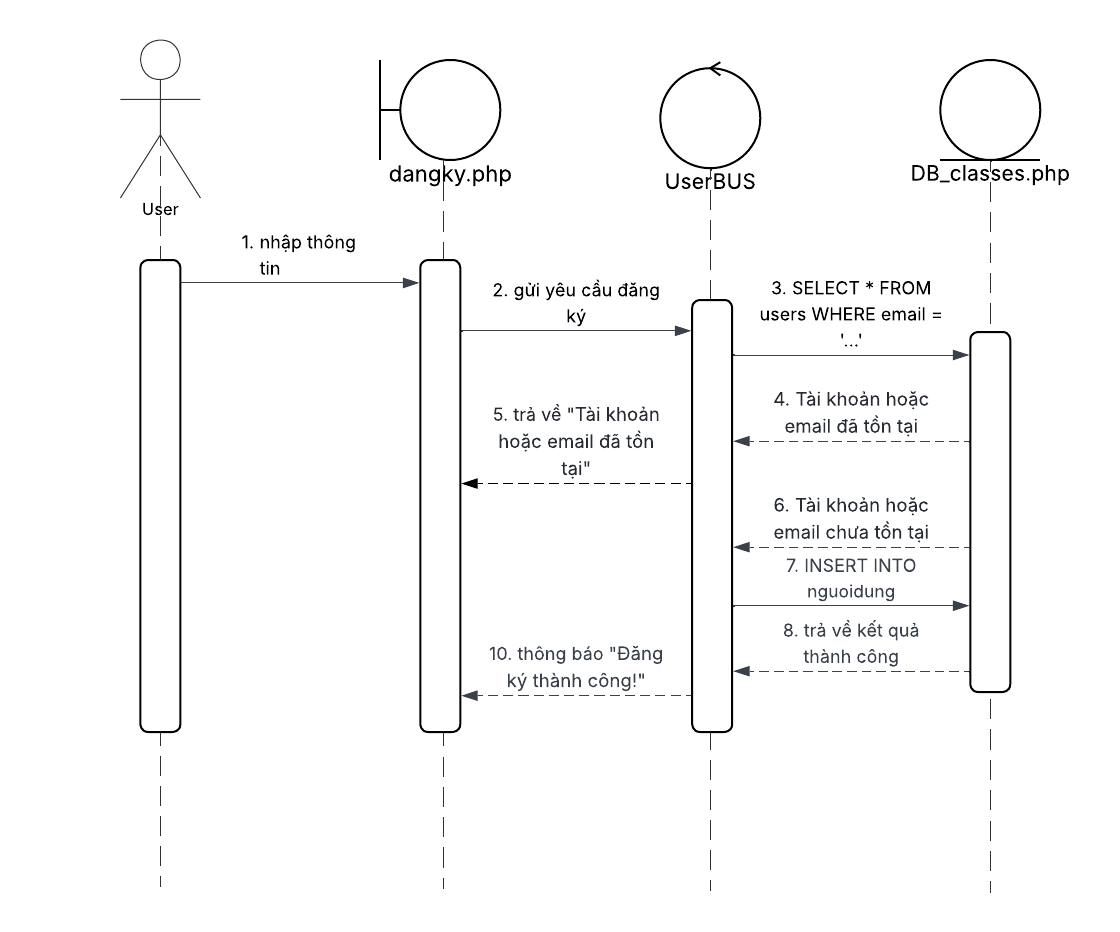 User
dangky.php
UserBUS
DB_classes.php
1. nhập thông
tin
2. gửi yêu cầu đăng
ký
3. SELECT * FROM
users WHERE email =
'...'
4. Tài khoản hoặc
email đã tồn tại
5. trả về "Tài khoản
hoặc email đã tồn
tại"
6. Tài khoản hoặc
email chưa tồn tại
7. INSERT INTO
nguoidung
8. trả về kết quả
thành công
10. thông báo "Đăng
ký thành công!"